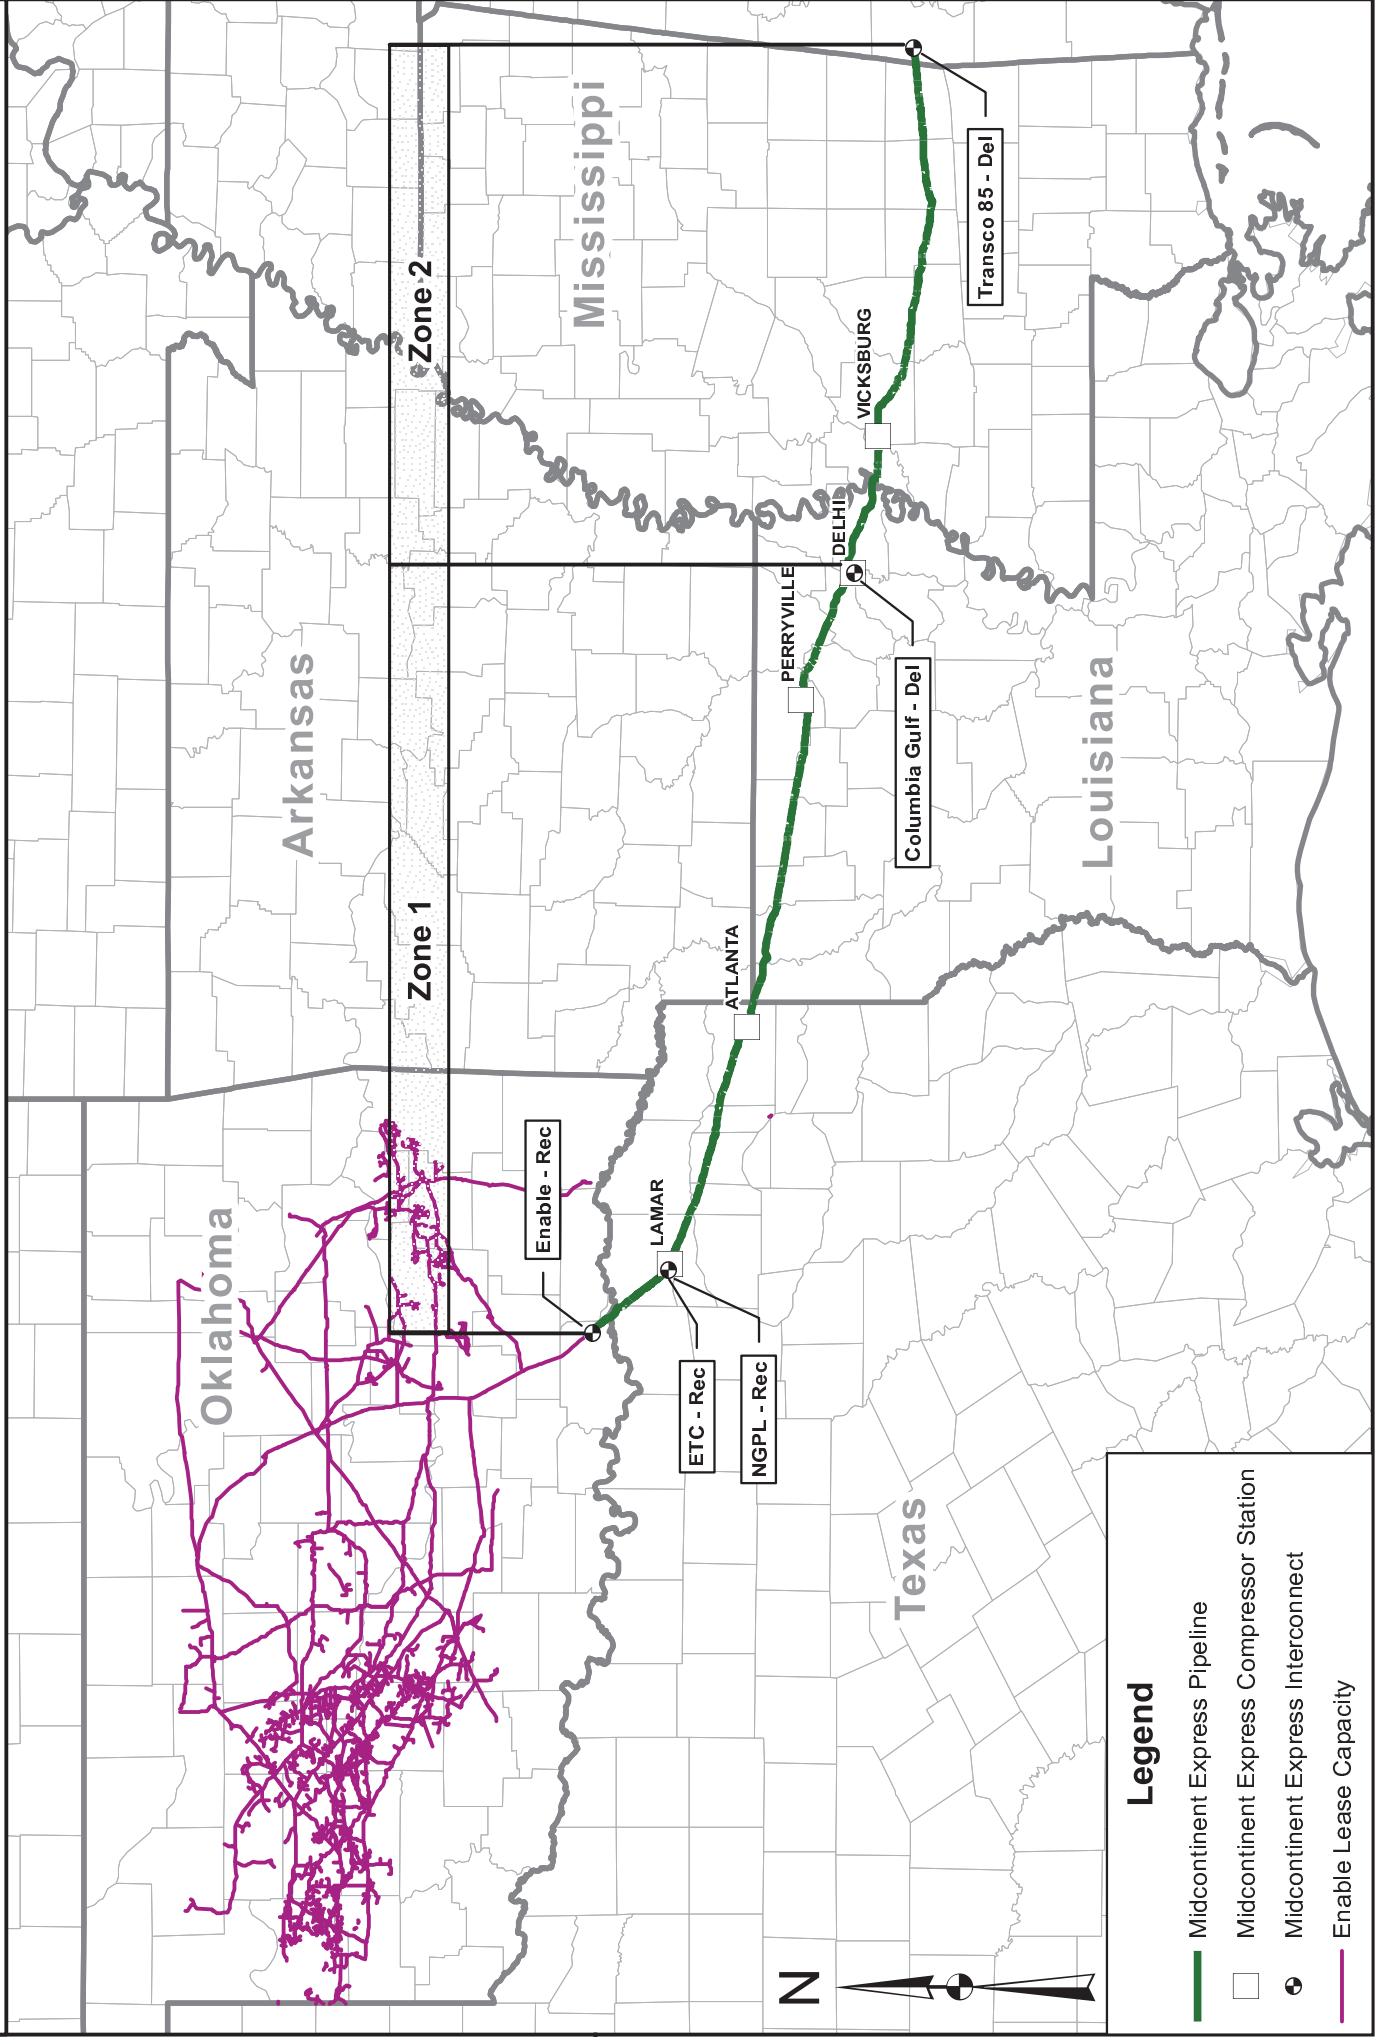 Oklahoma
Arkansas
Mississippi
Zone 1
Zone 2
Enable - Rec
LAMAR
ATLANTA
PERRYVILLE
DELHI
VICKSBURG
ETC - Rec
NGPL - Rec
Columbia Gulf - Del
Transco 85 - Del
Texas
Louisiana
N
Legend
Midcontinent Express Pipeline
Midcontinent Express Compressor Station
Midcontinent Express Interconnect
Enable Lease Capacity